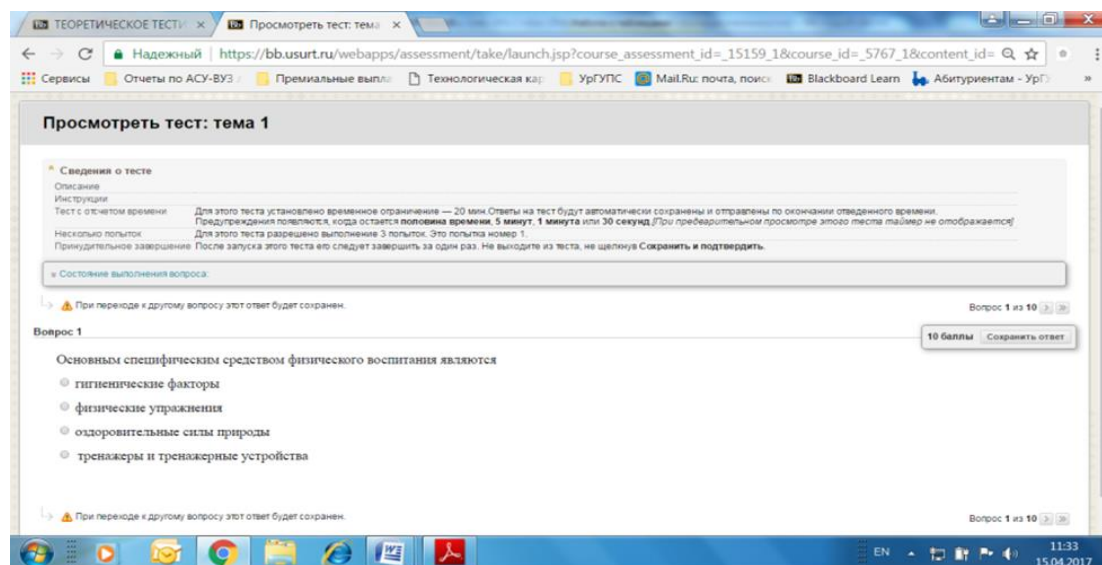 ТЕОРЕТИЧЕСКОЕ ТЕСТИ
Просмотреть тест: тема
Надежный https://bb.usurt.ru/webapps/assessment/take/launch.jsp?course_assessment_id=_15159_1&course_id=_5767_1&content_id=
Сервисы Отчеты по АСУ-ВУЗ Премиальные выпла Технологическая кар УрГУПС Mail.Ru: почта, поиск Blackboard Learn Абитуриентам - УрГ »
Просмотреть тест: тема 1
Сведения о тесте
Описание
Инструкции
Тест с отсчетом времени Для этого теста установлено временное ограничение — 20 мин.Ответы на тест будут автоматически сохранены и отправлены по окончании отведенного времени.
Предупреждения появляются, когда остается половина времени, 5 минут, 1 минута или 30 секунд.[При предварительном просмотре этого теста таймер не отображается]
Несколько попыток Для этого теста разрешено выполнение 3 попыток. Это попытка номер 1.
Принудительное завершение После запуска этого теста его следует завершить за один раз. Не выходите из теста, не щелкнув Сохранить и подтвердить.
Состояние выполнения вопроса:
При переходе к другому вопросу этот ответ будет сохранен.
Вопрос 1 из 10 > »
Вопрос 1
10 баллы Сохранить ответ
Основным специфическим средством физического воспитания являются
гигиенические факторы
физические упражнения
оздоровительные силы природы
тренажеры и тренажерные устройства
При переходе к другому вопросу этот ответ будет сохранен.
Вопрос 1 из 10 > »
EN
11:33
15.04.2017